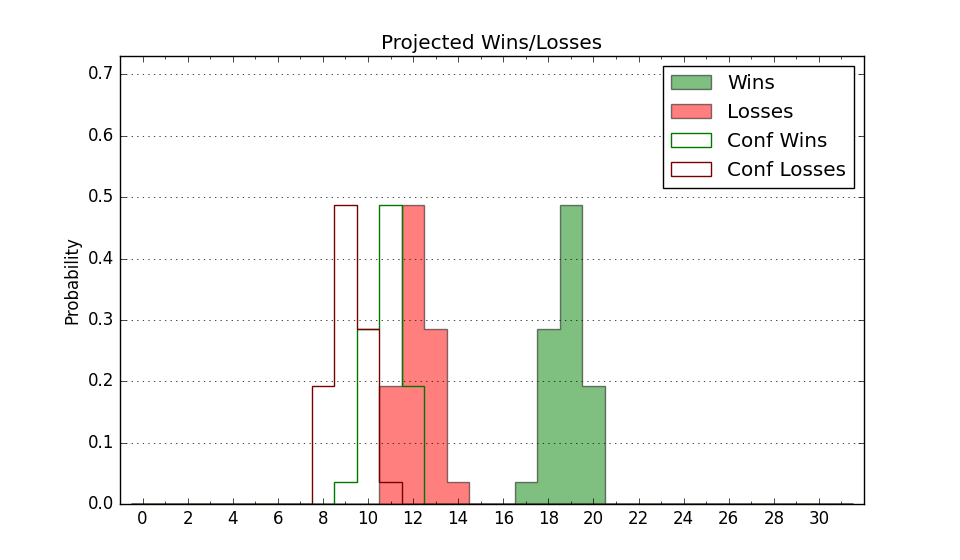 Projected Wins/Losses
Wins
Losses
Conf Wins
Conf Losses
Probability
0.7
0.6
0.5
0.4
0.3
0.2
0.1
0.0
0 2 4 6 8 10 12 14 16 18 20 22 24 26 28 30